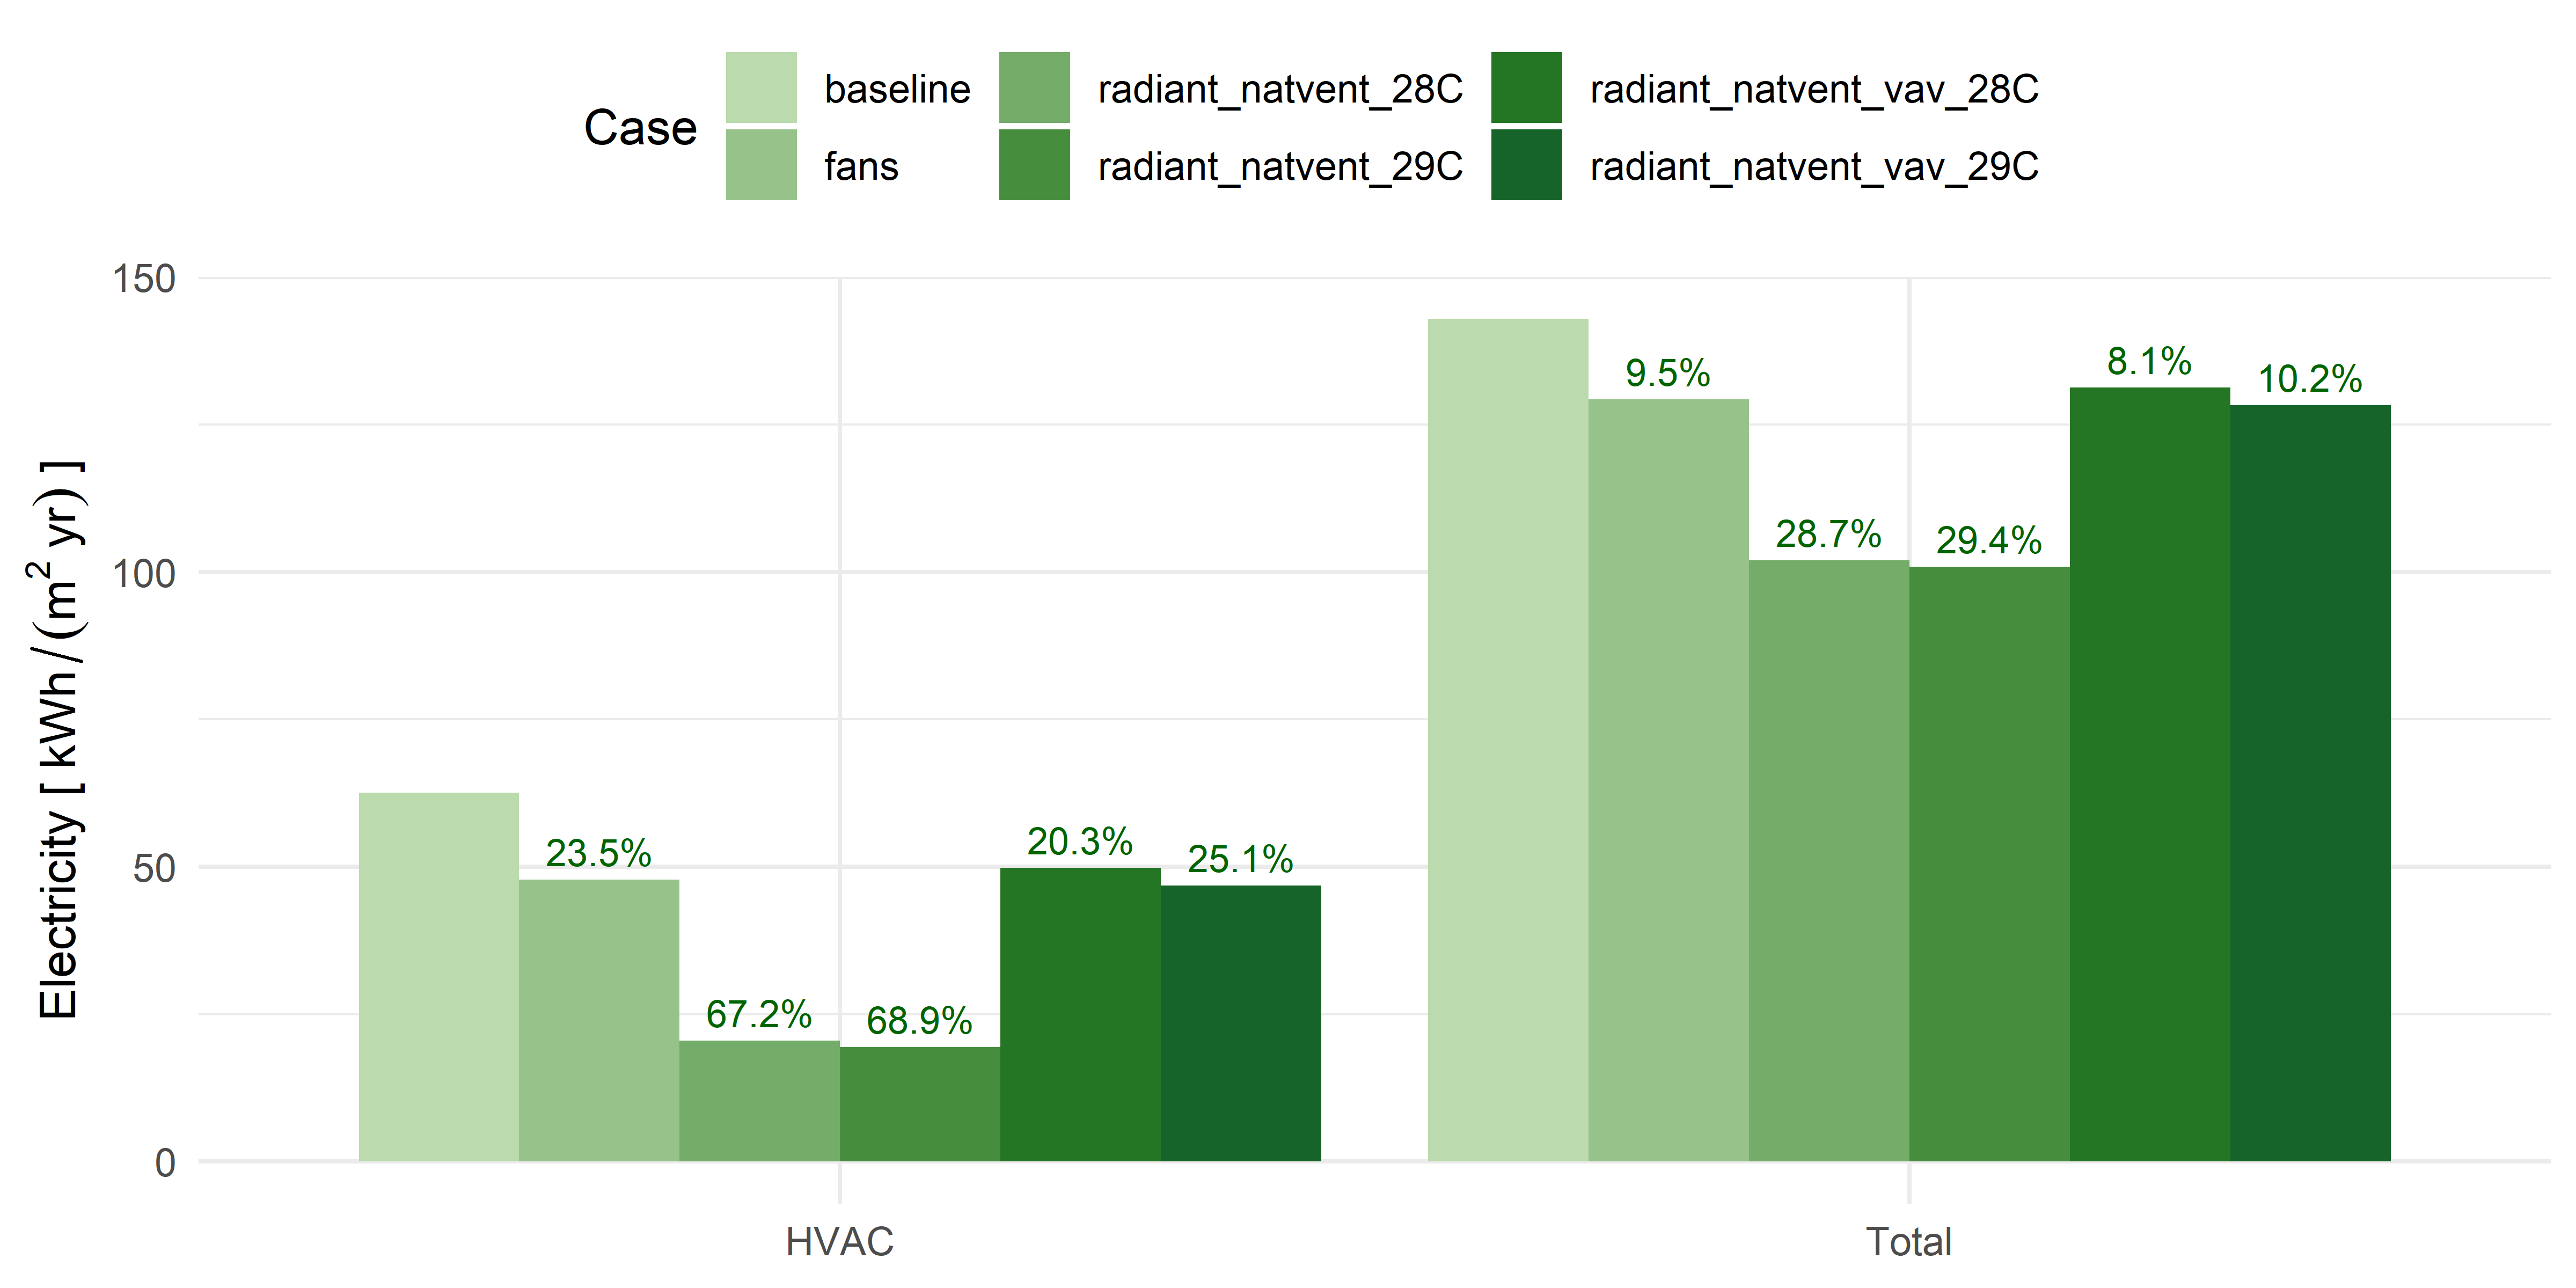 Case
baseline
fans
radiant_natvent_28C
radiant_natvent_29C
radiant_natvent_vav_28C
radiant_natvent_vav_29C
Electricity [ kWh/(m² yr) ]
150
100
50
0
23.5%
67.2%
68.9%
20.3%
25.1%
9.5%
28.7%
29.4%
8.1%
10.2%
HVAC
Total